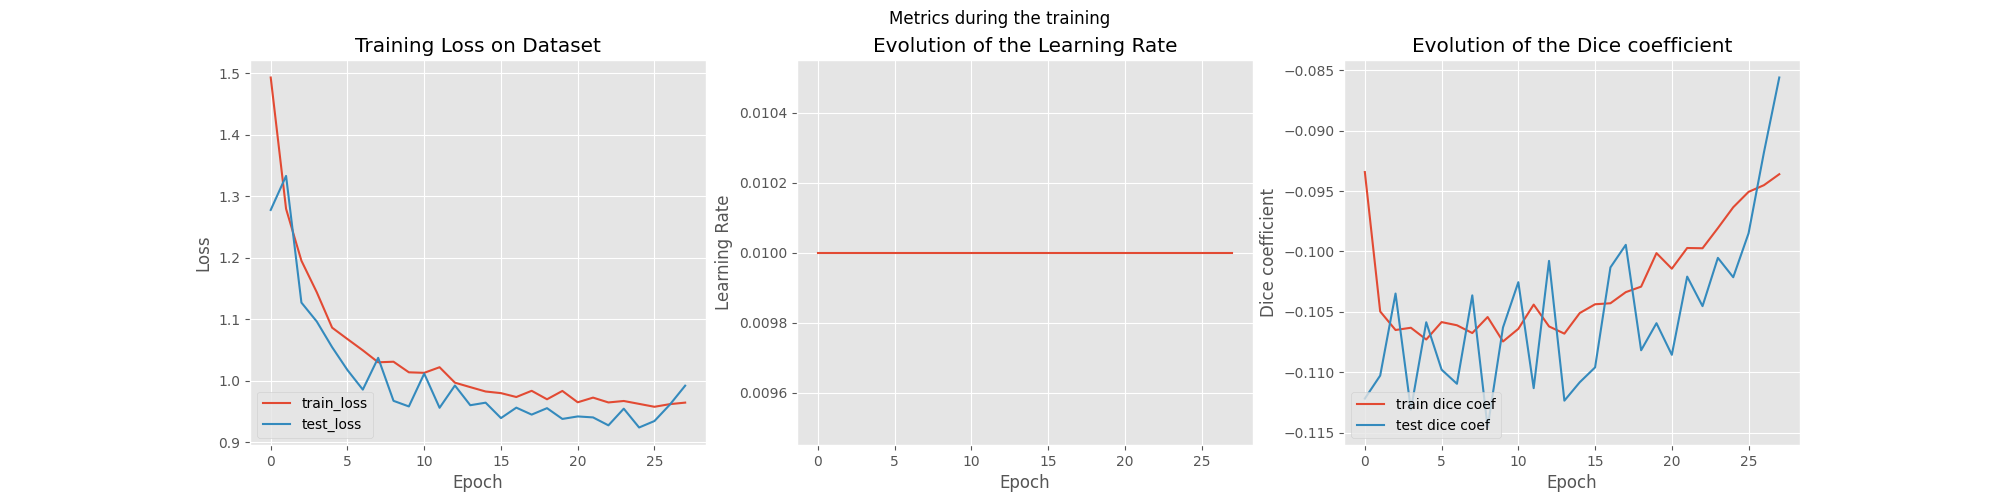 Metrics during the training
Training Loss on Dataset
1.5
1.4
1.3
1.2
1.1
1.0
0.9
Loss
train_loss
test_loss
0 5 10 15 20 25
Epoch
Evolution of the Learning Rate
0.0104
0.0102
0.0100
0.0098
0.0096
Learning Rate
0 5 10 15 20 25
Epoch
Evolution of the Dice coefficient
−0.085
−0.090
−0.095
−0.100
−0.105
−0.110
−0.115
Dice coefficient
train dice coef
test dice coef
0 5 10 15 20 25
Epoch